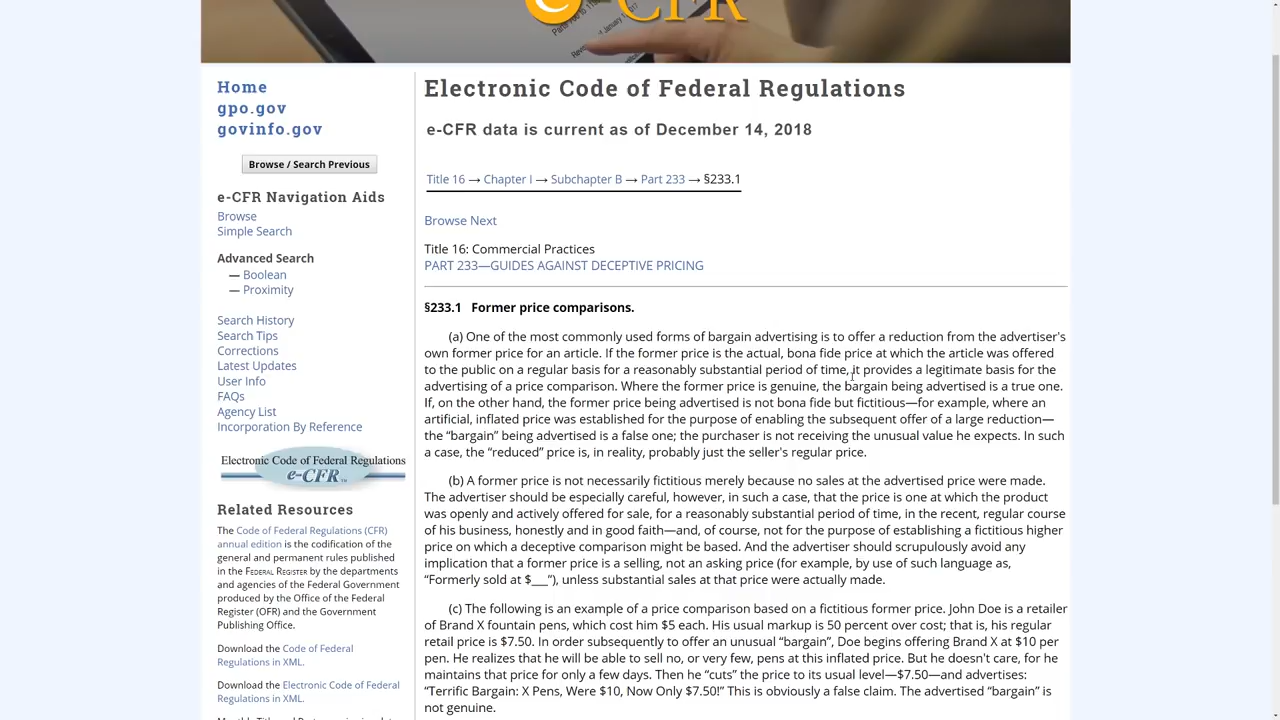 e-CFR
Home
gpo.gov
govinfo.gov
Browse / Search Previous
e-CFR Navigation Aids
Browse
Simple Search
Advanced Search
— Boolean
— Proximity
Search History
Search Tips
Corrections
Latest Updates
User Info
FAQs
Agency List
Incorporation By Reference
Electronic Code of Federal Regulations
e-CFR TM
Related Resources
The Code of Federal Regulations (CFR)
annual edition is the codification of the
general and permanent rules published
in the Federal Register by the departments
and agencies of the Federal Government
produced by the Office of the Federal
Register (OFR) and the Government
Publishing Office.
Download the Code of Federal
Regulations in XML.
Download the Electronic Code of Federal
Regulations in XML.
Electronic Code of Federal Regulations
e-CFR data is current as of December 14, 2018
Title 16 → Chapter I → Subchapter B → Part 233 → §233.1
Browse Next
Title 16: Commercial Practices
PART 233—GUIDES AGAINST DECEPTIVE PRICING
§233.1 Former price comparisons.
(a) One of the most commonly used forms of bargain advertising is to offer a reduction from the advertiser's
own former price for an article. If the former price is the actual, bona fide price at which the article was offered
to the public on a regular basis for a reasonably substantial period of time, it provides a legitimate basis for the
advertising of a price comparison. Where the former price is genuine, the bargain being advertised is a true one.
If, on the other hand, the former price being advertised is not bona fide but fictitious—for example, where an
artificial, inflated price was established for the purpose of enabling the subsequent offer of a large reduction—
the “bargain” being advertised is a false one; the purchaser is not receiving the unusual value he expects. In such
a case, the “reduced” price is, in reality, probably just the seller's regular price.
(b) A former price is not necessarily fictitious merely because no sales at the advertised price were made.
The advertiser should be especially careful, however, in such a case, that the price is one at which the product
was openly and actively offered for sale, for a reasonably substantial period of time, in the recent, regular course
of his business, honestly and in good faith—and, of course, not for the purpose of establishing a fictitious higher
price on which a deceptive comparison might be based. And the advertiser should scrupulously avoid any
implication that a former price is a selling, not an asking price (for example, by use of such language as,
“Formerly sold at $___”), unless substantial sales at that price were actually made.
(c) The following is an example of a price comparison based on a fictitious former price. John Doe is a retailer
of Brand X fountain pens, which cost him $5 each. His usual markup is 50 percent over cost; that is, his regular
retail price is $7.50. In order subsequently to offer an unusual “bargain”, Doe begins offering Brand X at $10 per
pen. He realizes that he will be able to sell no, or very few, pens at this inflated price. But he doesn't care, for he
maintains that price for only a few days. Then he “cuts” the price to its usual level—$7.50—and advertises:
“Terrific Bargain: X Pens, Were $10, Now Only $7.50!” This is obviously a false claim. The advertised “bargain” is
not genuine.